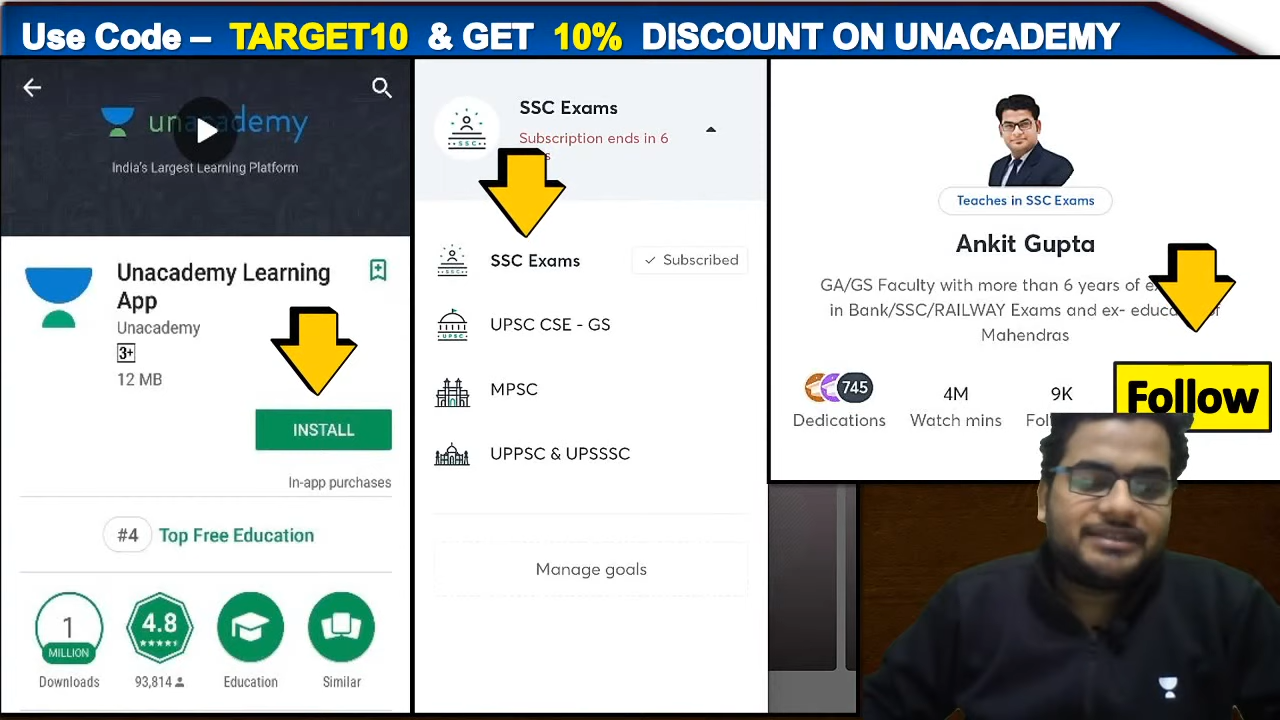 Use Code – TARGET10 & GET 10% DISCOUNT ON UNACADEMY
unacademy
India's Largest Learning Platform
Unacademy Learning
App
Unacademy
3+
12 MB
INSTALL
In-app purchases
#4 Top Free Education
1
MILLION
4.8
Downloads 93,814 Education Similar
SSC Exams
Subscription ends in 6
SSC
SSC Exams Subscribed
SSC
UPSC CSE - GS
UPSC
MPSC
UPPSC & UPSSSC
Manage goals
Teaches in SSC Exams
Ankit Gupta
GA/GS Faculty with more than 6 years of
in Bank/SSC/RAILWAY Exams and ex-
Mahendras
745 4M 9K
Dedications Watch mins
Follow